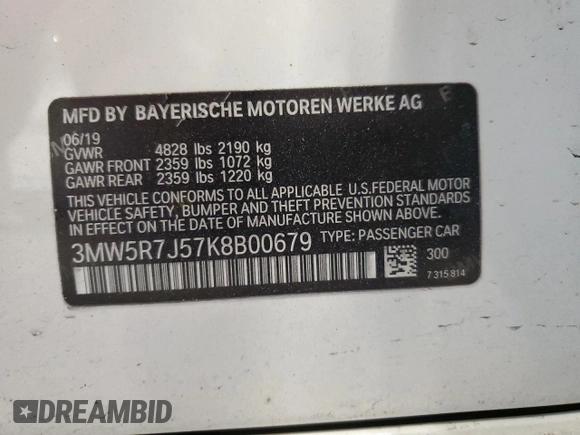 MFD BY BAYERISCHE MOTOREN WERKE AG
06/19
GVWR 4828 lbs 2190 kg
GAWR FRONT 2359 lbs 1072 kg
GAWR REAR 2359 lbs 1220 kg
THIS VEHICLE CONFORMS TO ALL APPLICABLE U.S.FEDERAL MOTOR
VEHICLE SAFETY, BUMPER AND THEFT PREVENTION STANDARDS
IN EFFECT ON THE DATE OF MANUFACTURE SHOWN ABOVE.
3MW5R7J57K8B00679 TYPE: PASSENGER CAR
300
7 315 814
DREAMBID